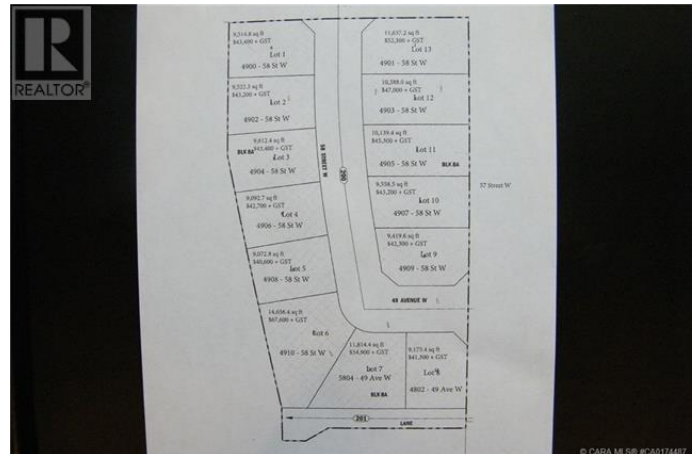 REALTOR®
9,514.8 sq ft
$43,400 + GST
Lot 1
4900 - 58 St W
9,522.3 sq ft
$43,200 + GST
Lot 2
4902 - 58 St W
9,612.4 sq ft
BLK 8A
$43,400 + GST
Lot 3
4904 - 58 St W
9,092.7 sq ft
$42,700 + GST
Lot 4
4906 - 58 St W
9,072.8 sq ft
$40,600 + GST
Lot 5
4908 - 58 St W
14,658.4 sq ft
$67,600 + GST
Lot 6
4910 - 58 St W
58 STREET W
11,637.2 sq ft
$52,300 + GST
Lot 13
4901 - 58 St W
10,388.0 sq ft
$47,000 + GST
Lot 12
4903 - 58 St W
10,139.4 sq ft
$45,300 + GST
Lot 11
4905 - 58 St W
BLK 8A
9,558.5 sq ft
$43,200 + GST
Lot 10
4907 - 58 St W
9,419.6 sq ft
$42,300 + GST
Lot 9
4909 - 58 St W
57 Street W
49 AVENUE W
11,814.4 sq ft
$54,900 + GST
Lot 7
5804 - 49 Ave W
BLK 8A
9,173.4 sq ft
$41,300 + GST
Lot 8
4802 - 49 Ave W
201
LANE
© CARA MLS® #CA0174487